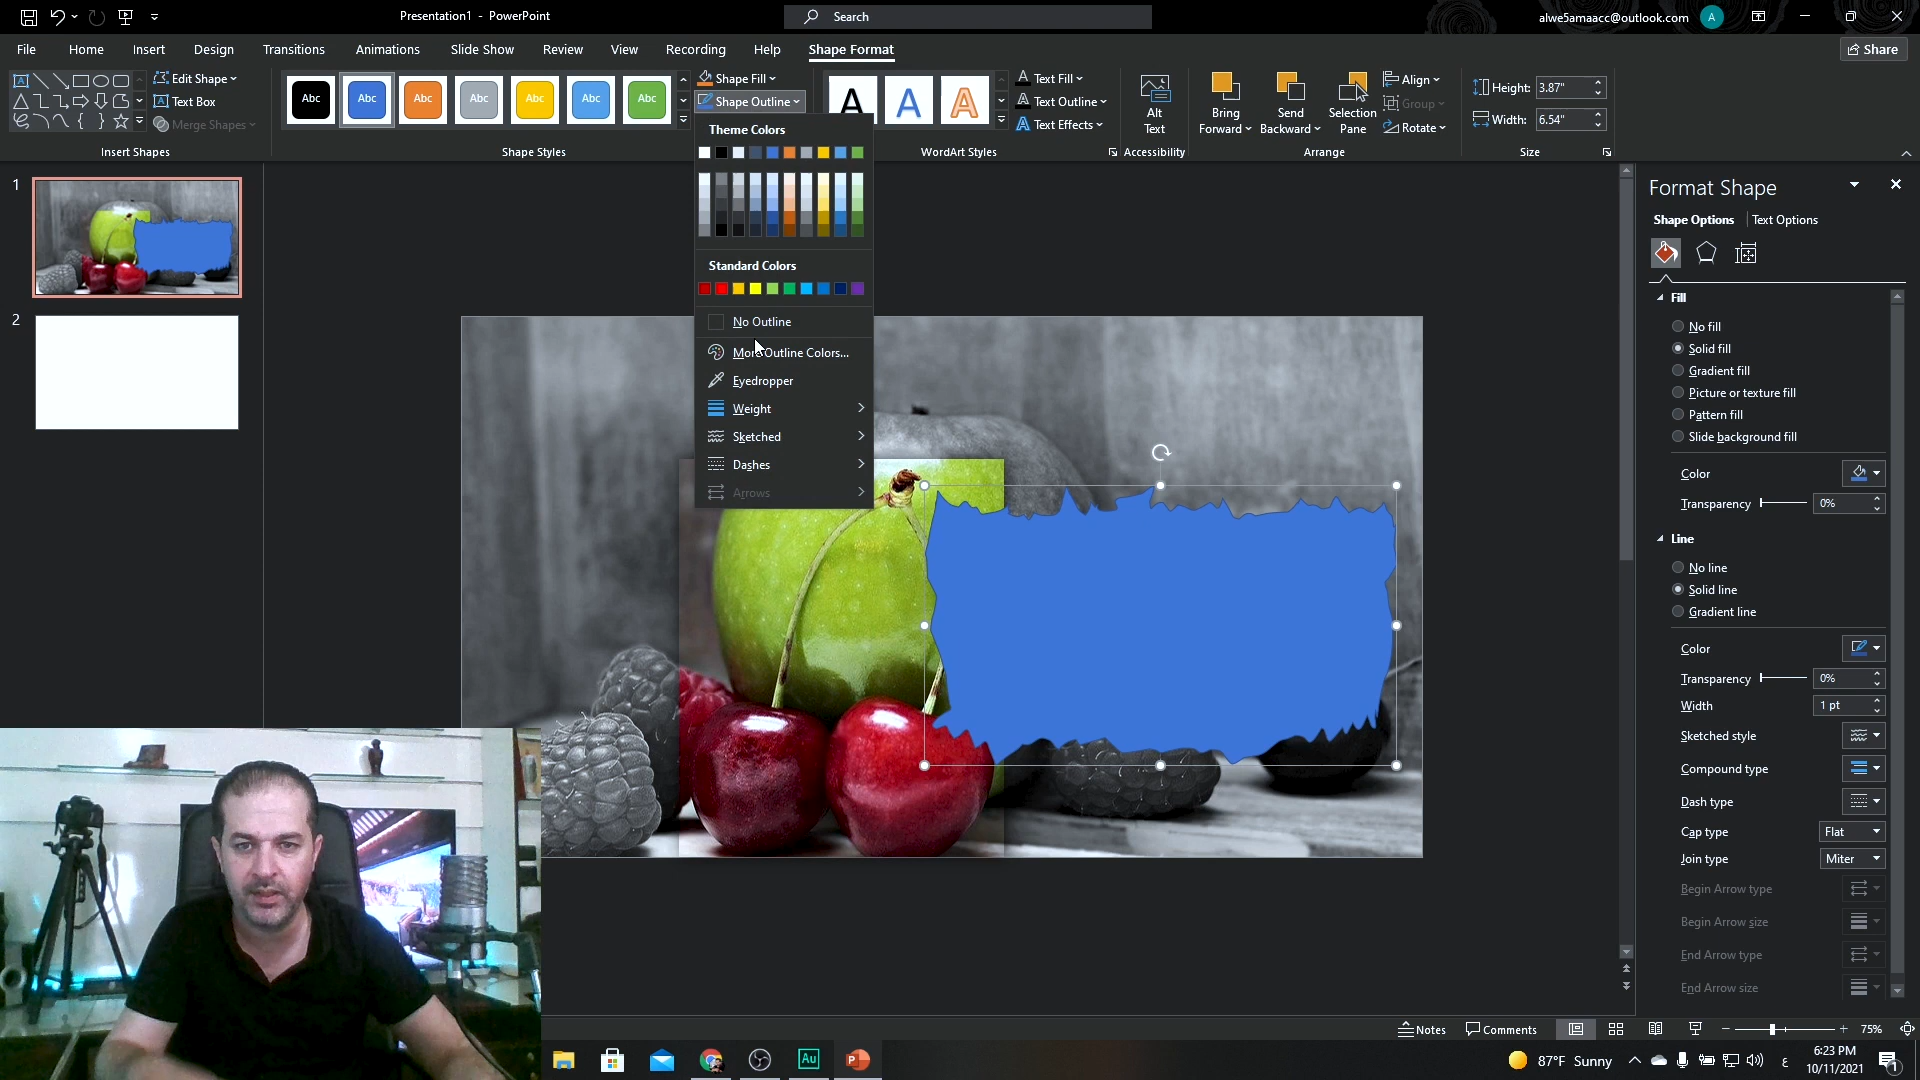 Presentation1 - PowerPoint
Search
alwe5amaacc@outlook.com
A
File
Home
Insert
Design
Transitions
Animations
Slide Show
Review
View
Recording
Help
Shape Format
Share
Edit Shape
Text Box
Merge Shapes
Insert Shapes
Abc
Abc
Abc
Abc
Abc
Abc
Abc
Shape Styles
Shape Fill
Shape Outline
A
A
A
WordArt Styles
Text Fill
Text Outline
Text Effects
Alt
Text
Accessibility
Bring
Forward
Send
Backward
Selection
Pane
Align
Group
Rotate
Arrange
Height:
3.87"
Width:
6.54"
Size
Theme Colors
Standard Colors
No Outline
More Outline Colors...
Eyedropper
Weight
Sketched
Dashes
Arrows
1
2
Format Shape
Shape Options
Text Options
Fill
No fill
Solid fill
Gradient fill
Picture or texture fill
Pattern fill
Slide background fill
Color
Transparency
0%
Line
No line
Solid line
Gradient line
Color
Transparency
0%
Width
1 pt
Sketched style
Compound type
Dash type
Cap type
Flat
Join type
Miter
Begin Arrow type
Begin Arrow size
End Arrow type
End Arrow size
Notes
Comments
75%
Au
P
87°F Sunny
ع
6:23 PM
10/11/2021
1